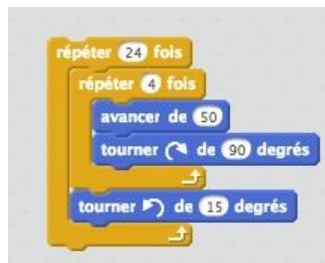 répéter 24 fois
répéter 4 fois
avancer de 50
tourner de 90 degrés
tourner de 15 degrés